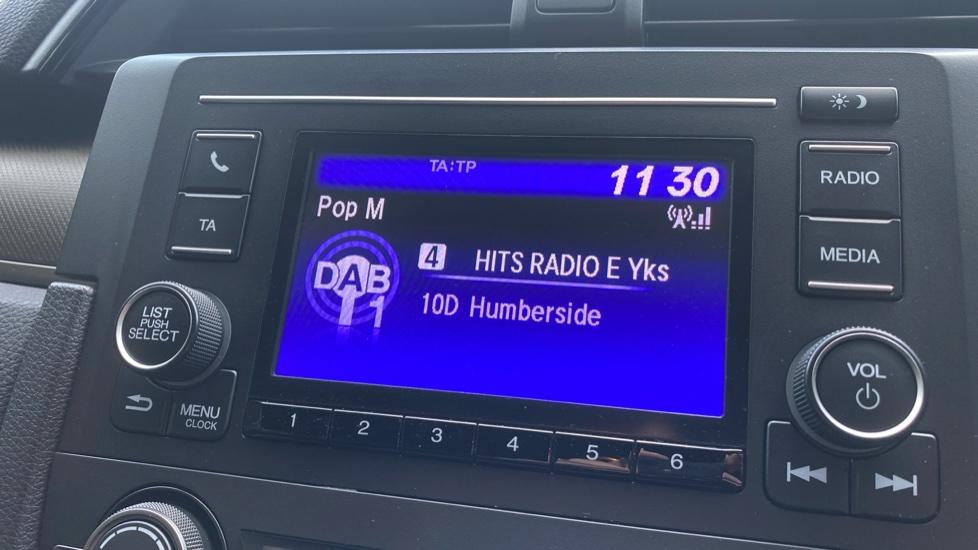 TA:TP
11 30
Pop M
DAB
1
4 HITS RADIO E Yks
10D Humberside
TA
LIST
PUSH
SELECT
MENU
CLOCK
1 2 3 4 5 6
RADIO
MEDIA
VOL